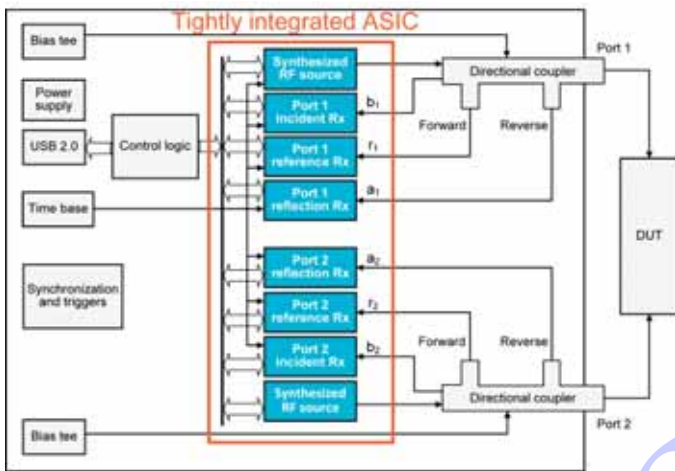 Tightly integrated ASIC
Bias tee
Port 1
Synthesized
RF source
Directional coupler
Power
supply
Port 1
incident Rx
b1
Forward
Reverse
USB 2.0
Control logic
Port 1
reference Rx
r1
Port 1
reflection Rx
a1
Time base
DUT
Port 2
reflection Rx
a2
Synchronization
and triggers
Port 2
reference Rx
r2
Forward
Reverse
Port 2
incident Rx
b2
Synthesized
RF source
Directional coupler
Port 2
Bias tee